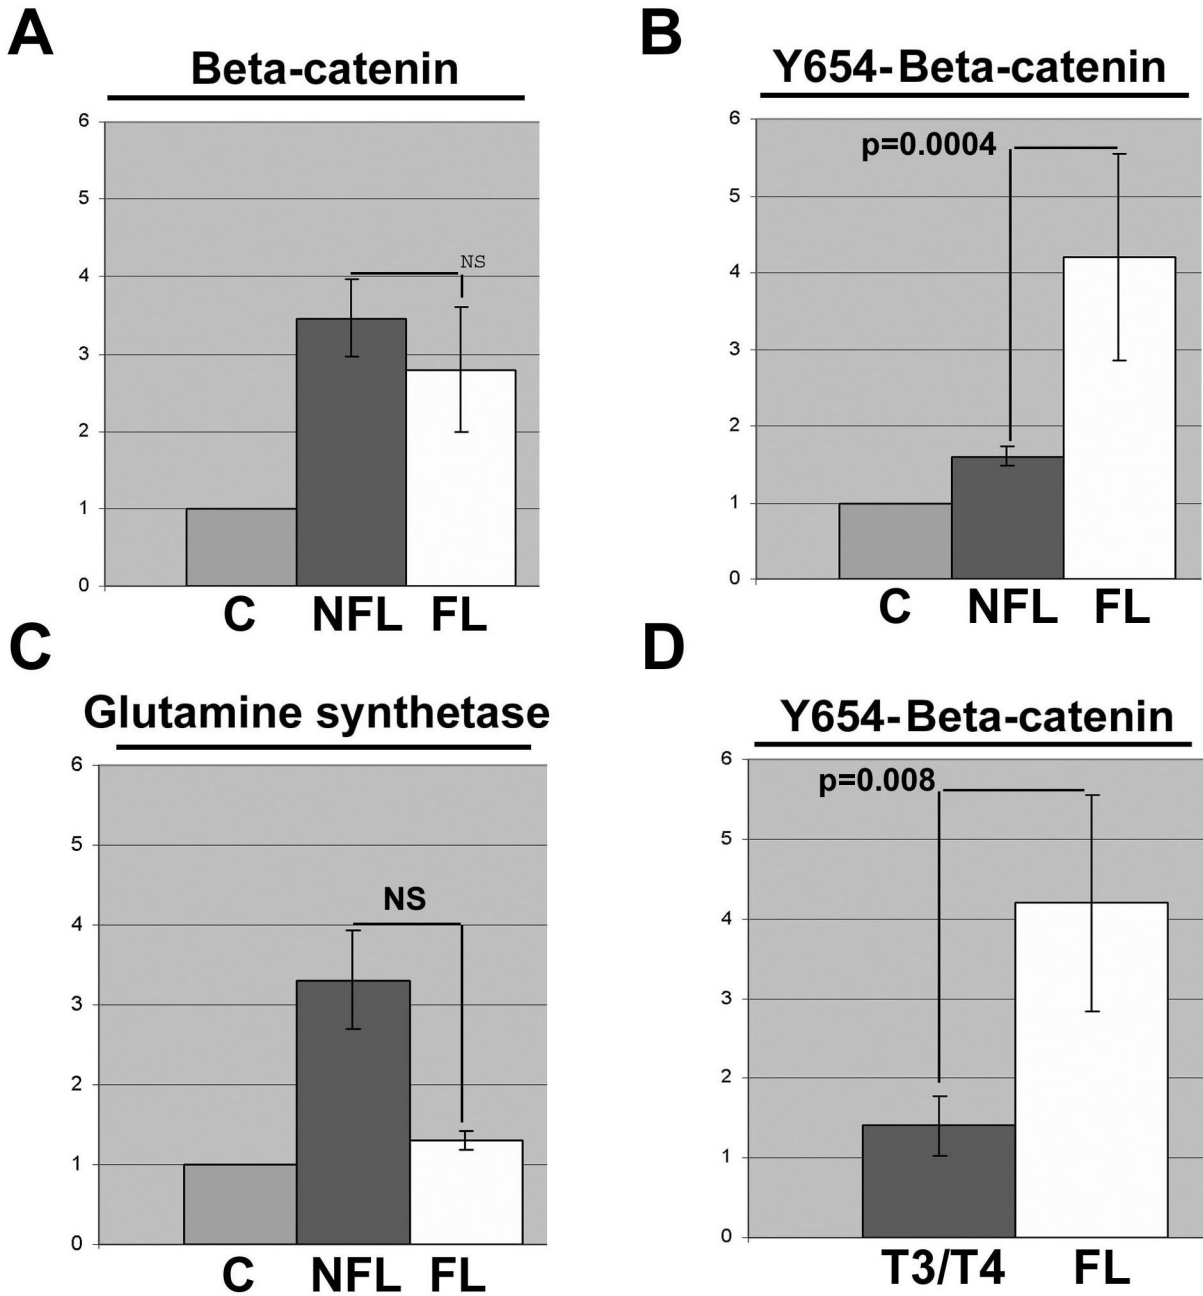 A
Beta-catenin
6
5
4
3
2
1
0
NS
C NFL FL
B
Y654-Beta-catenin
6
5
4
3
2
1
0
p=0.0004
C NFL FL
C
Glutamine synthetase
6
5
4
3
2
1
0
NS
C NFL FL
D
Y654-Beta-catenin
6
5
4
3
2
1
0
p=0.008
T3/T4 FL